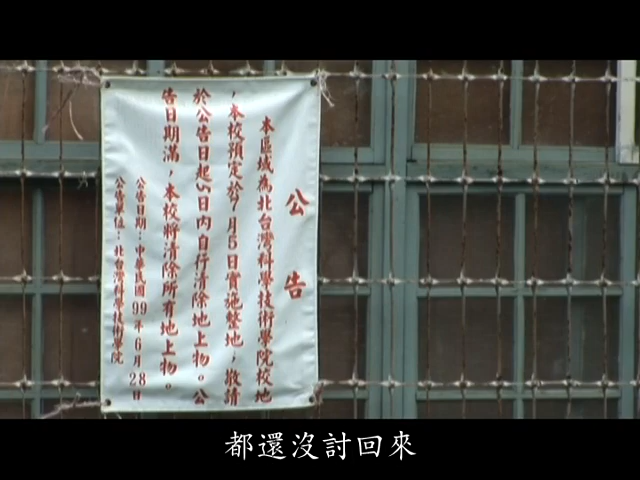 公告
本區域為北台灣科學技術學院校地
，本校預定於7月5日實施整地，敬請
於公告日起5日內自行清除地上物。公
告日期滿，本校將清除所有地上物。
公告日期：中華民國99年6月28日
公告單位：北台灣科學技術學院
都還沒討回來